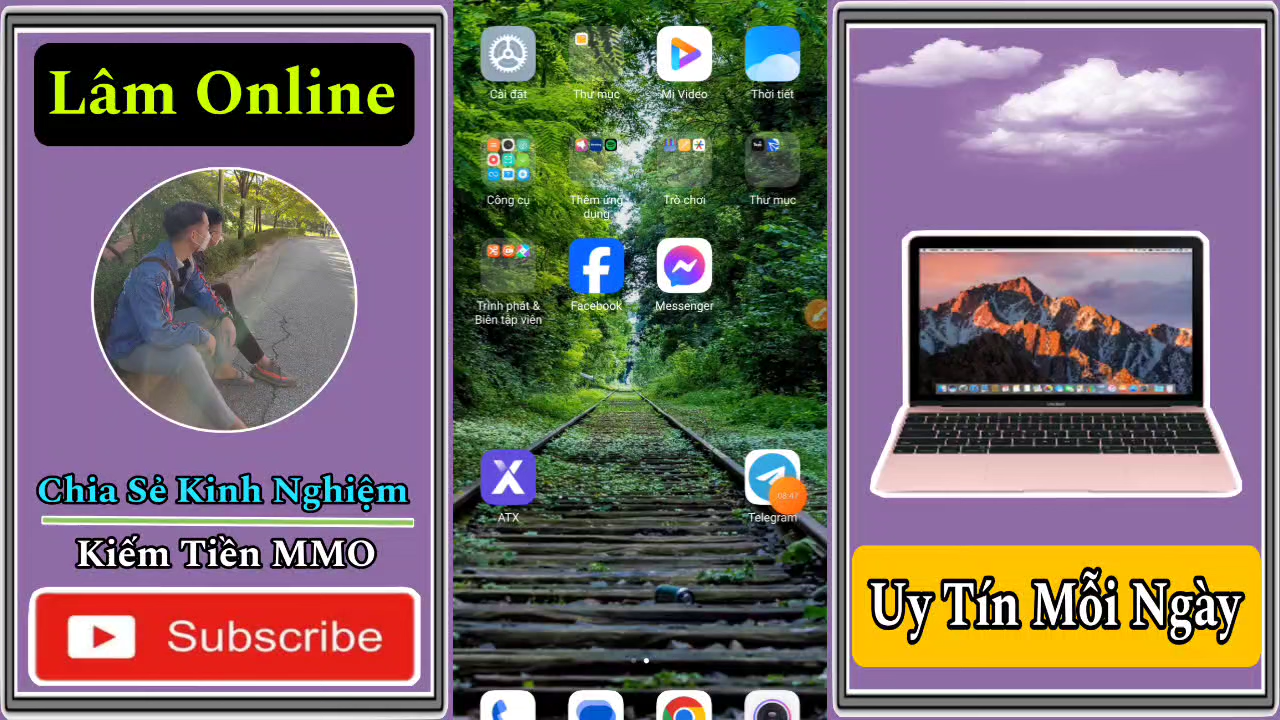 Lâm Online
Chia Sẻ Kinh Nghiệm
Kiếm Tiền MMO
Subscribe
Cài đặt
Thư mục
Mi Video
Thời tiết
Công cụ
Thêm ứng dụng
Trò chơi
Thư mục
Trình phát &
Biên tập viên
Facebook
Messenger
ATX
Telegram
08:47
Uy Tín Mỗi Ngày